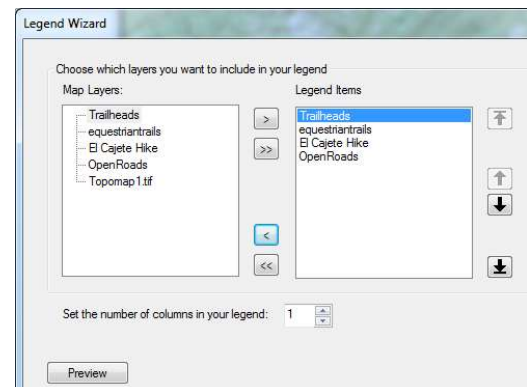 Legend Wizard
Choose which layers you want to include in your legend
Map Layers:
Legend Items
Trailheads
equestriantrails
El Cajete Hike
OpenRoads
Topomap1.tif
>
>>
<
<<
Trailheads
equestriantrails
El Cajete Hike
OpenRoads
Set the number of columns in your legend: 1
Preview